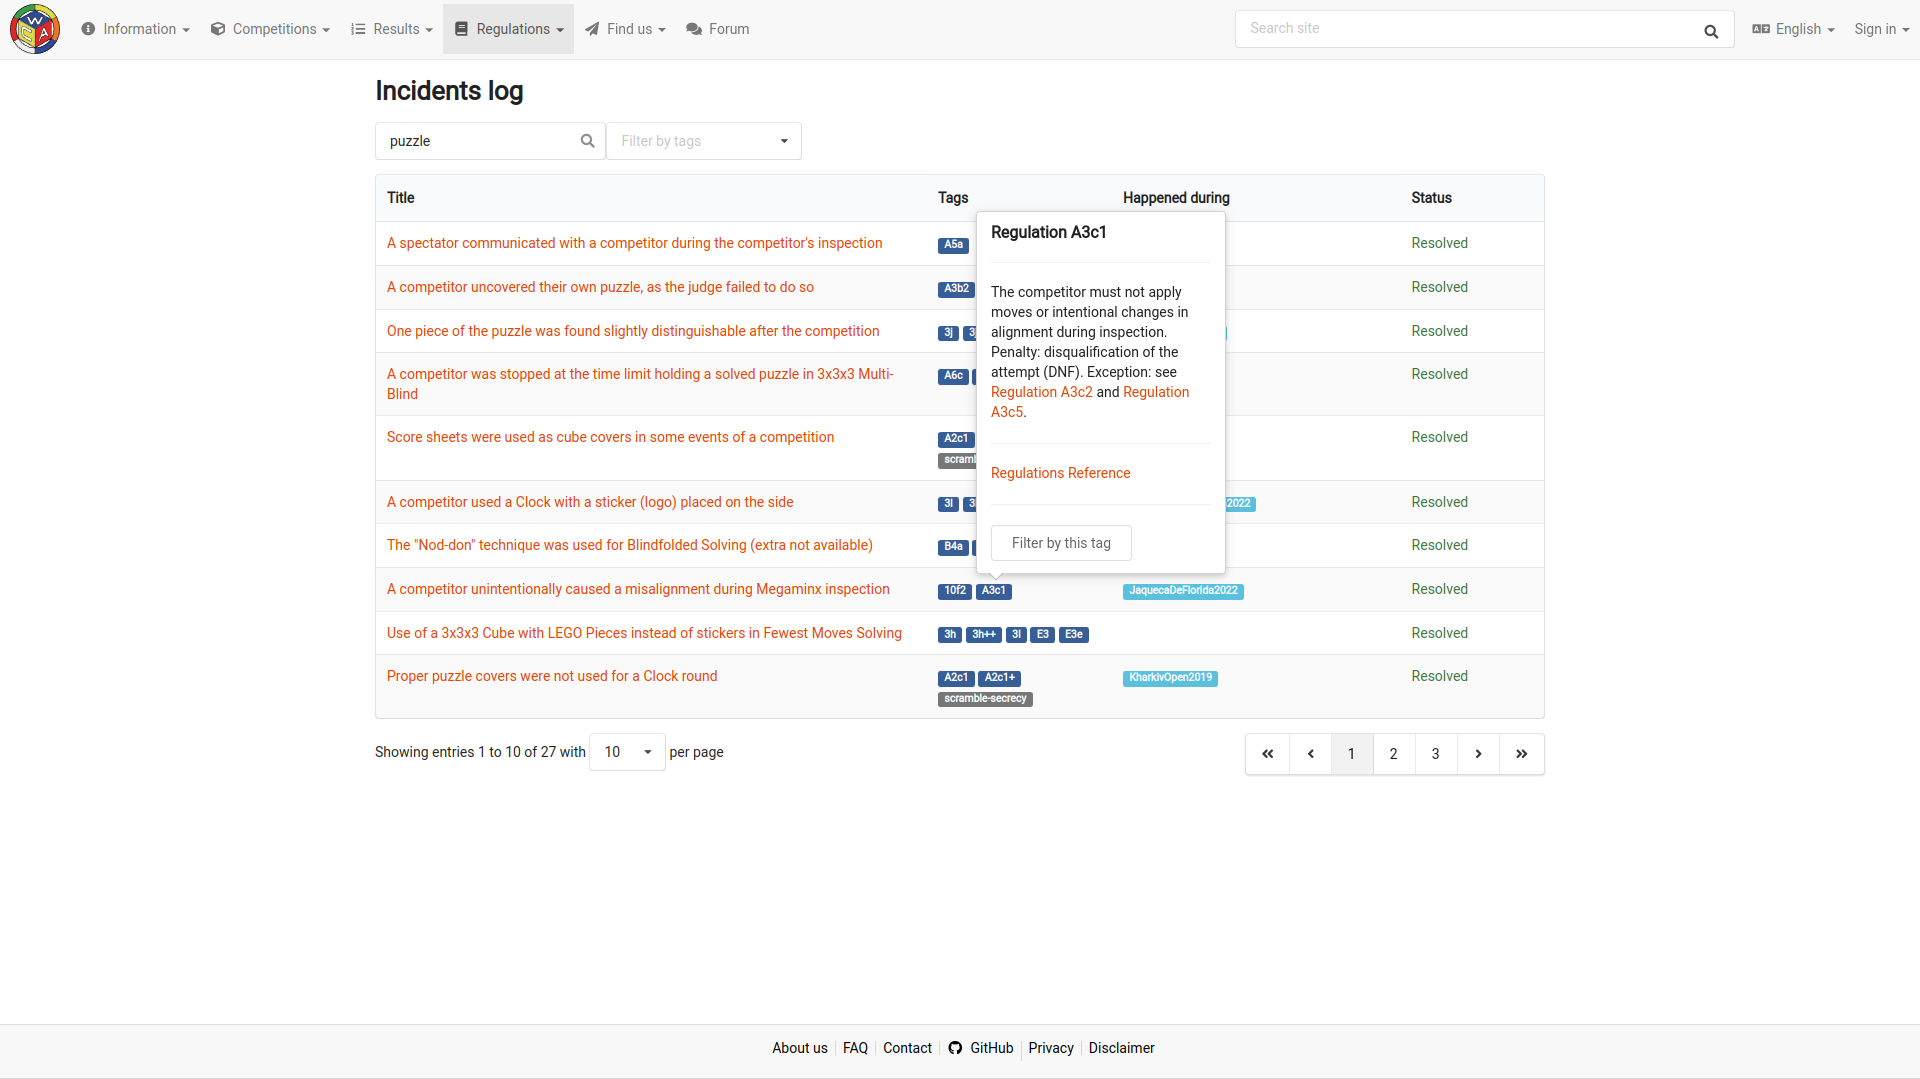 Information
Competitions
Results
Regulations
Find us
Forum
Search site
English
Sign in
Incidents log
puzzle
Filter by tags
Title Tags Happened during Status
A spectator communicated with a competitor during the competitor's inspection A5a Resolved
A competitor uncovered their own puzzle, as the judge failed to do so A3b2 Resolved
One piece of the puzzle was found slightly distinguishable after the competition 3j Resolved
A competitor was stopped at the time limit holding a solved puzzle in 3x3x3 Multi-
Blind A6c Resolved
Score sheets were used as cube covers in some events of a competition A2c1 Resolved
A competitor used a Clock with a sticker (logo) placed on the side 3l 2022 Resolved
The "Nod-don" technique was used for Blindfolded Solving (extra not available) B4a Resolved
A competitor unintentionally caused a misalignment during Megaminx inspection 10f2 A3c1 JaquecaDeFlorida2022 Resolved
Use of a 3x3x3 Cube with LEGO Pieces instead of stickers in Fewest Moves Solving 3h 3h++ 3l E3 E3e Resolved
Proper puzzle covers were not used for a Clock round A2c1 A2c1+ KharkivOpen2019 Resolved
scramble-secrecy
Regulation A3c1
The competitor must not apply
moves or intentional changes in
alignment during inspection.
Penalty: disqualification of the
attempt (DNF). Exception: see
Regulation A3c2 and Regulation
A3c5.
Regulations Reference
Filter by this tag
Showing entries 1 to 10 of 27 with 10 per page
« ‹ 1 2 3 › »
About us FAQ Contact GitHub Privacy Disclaimer